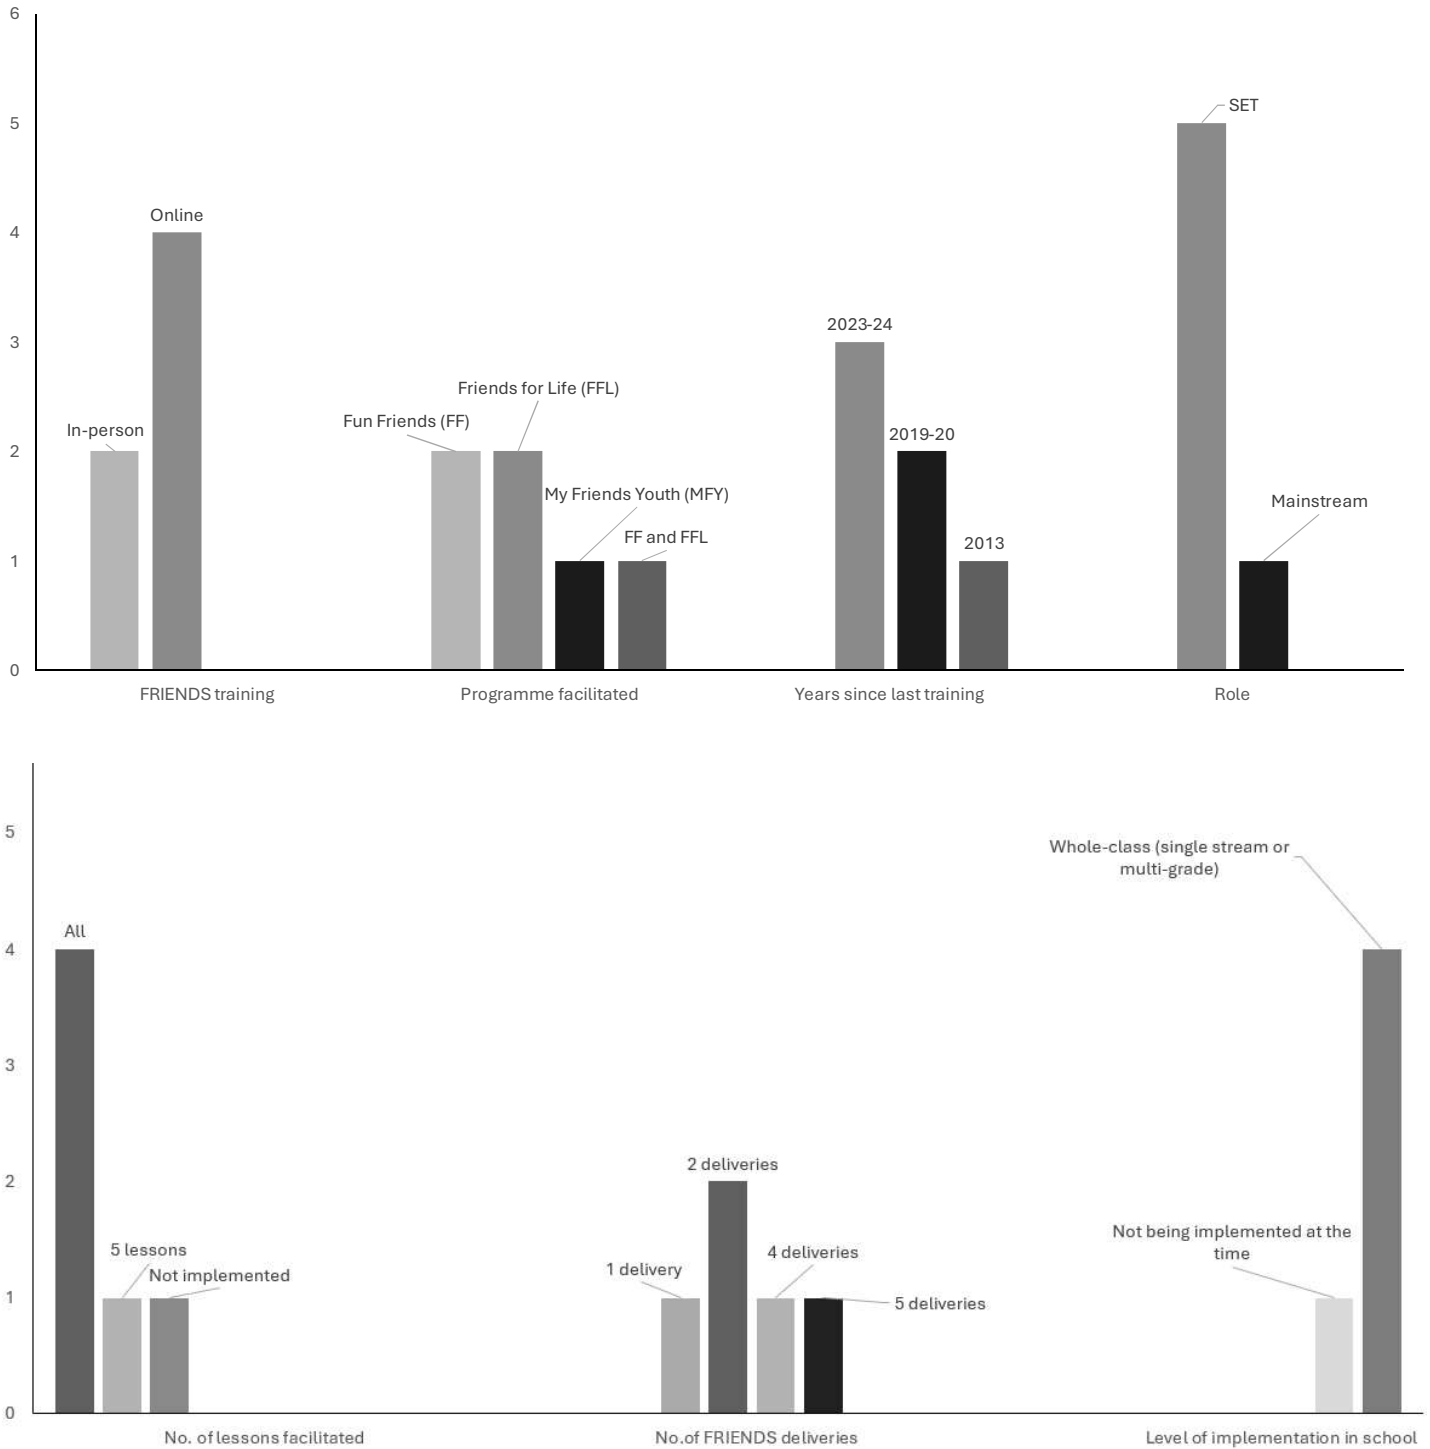 6
5
4
3
2
1
0
SET
Online
2023-24
Friends for Life (FFL)
Fun Friends (FF)
In-person
2019-20
My Friends Youth (MFY)
Mainstream
FF and FFL
2013
FRIENDS training
Programme facilitated
Years since last training
Role
5
4
3
2
1
0
Whole-class (single stream or
multi-grade)
All
2 deliveries
Not being implemented at the
time
5 lessons
4 deliveries
1 delivery
Not implemented
5 deliveries
No. of lessons facilitated
No.of FRIENDS deliveries
Level of implementation in school